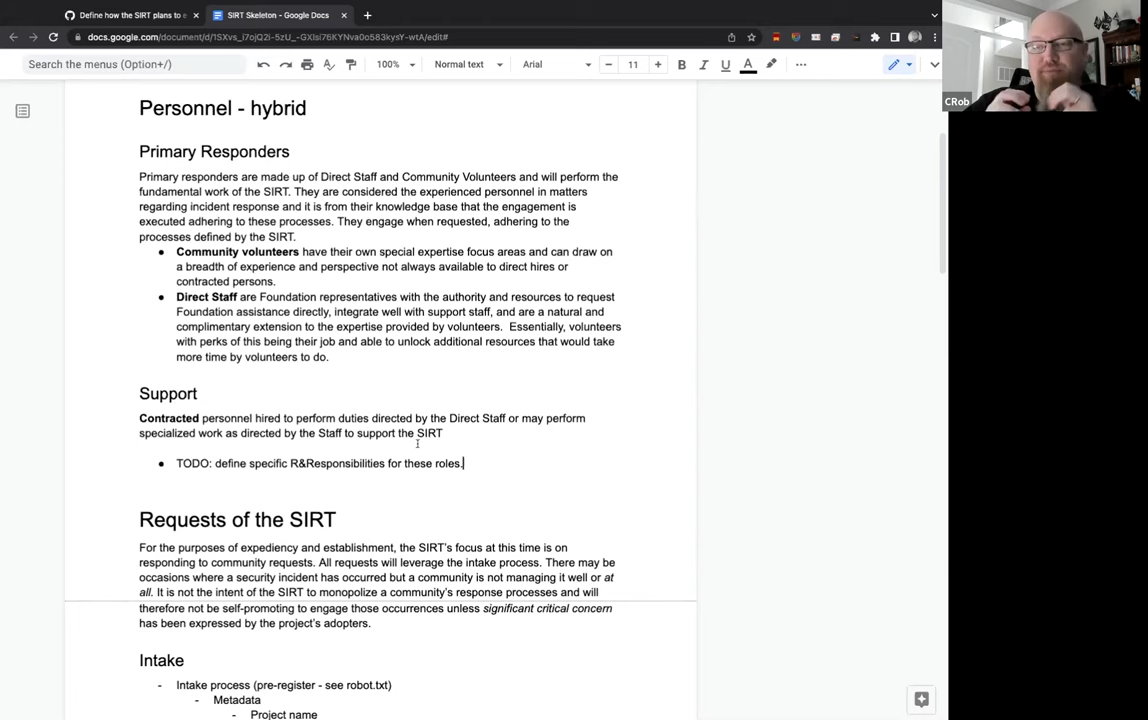 Define how the SIRT plans to e
SIRT Skeleton - Google Docs
docs.google.com/document/d/1SXvs_i7ojQ2i-5zU_-GXlsi76KYNva0o583kysY-wtA/edit#
Search the menus (Option+/)
100%
Normal text
Arial
11
B
I
U
A
CRob
Personnel - hybrid
Primary Responders
Primary responders are made up of Direct Staff and Community Volunteers and will perform the
fundamental work of the SIRT. They are considered the experienced personnel in matters
regarding incident response and it is from their knowledge base that the engagement is
executed adhering to these processes. They engage when requested, adhering to the
processes defined by the SIRT.
● Community volunteers have their own special expertise focus areas and can draw on
a breadth of experience and perspective not always available to direct hires or
contracted persons.
● Direct Staff are Foundation representatives with the authority and resources to request
Foundation assistance directly, integrate well with support staff, and are a natural and
complimentary extension to the expertise provided by volunteers. Essentially, volunteers
with perks of this being their job and able to unlock additional resources that would take
more time by volunteers to do.
Support
Contracted personnel hired to perform duties directed by the Direct Staff or may perform
specialized work as directed by the Staff to support the SIRT
● TODO: define specific R&Responsibilities for these roles.
Requests of the SIRT
For the purposes of expediency and establishment, the SIRT's focus at this time is on
responding to community requests. All requests will leverage the intake process. There may be
occasions where a security incident has occurred but a community is not managing it well or at
all. It is not the intent of the SIRT to monopolize a community's response processes and will
therefore not be self-promoting to engage those occurrences unless significant critical concern
has been expressed by the project's adopters.
Intake
- Intake process (pre-register - see robot.txt)
- Metadata
- Project name